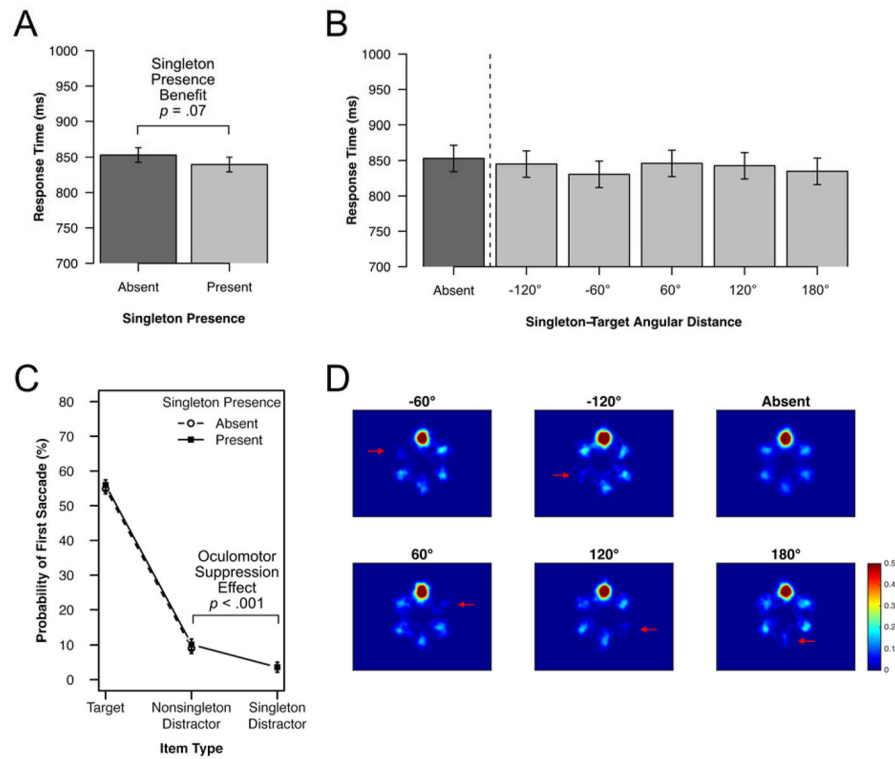 A
1000
950
900
850
800
750
700
Response Time (ms)
Singleton
Presence
Benefit
p = .07
Absent
Present
Singleton Presence
B
1000
950
900
850
800
750
700
Response Time (ms)
Absent
-120°
-60°
60°
120°
180°
Singleton–Target Angular Distance
C
80
70
60
50
40
30
20
10
0
Probability of First Saccade (%)
Singleton Presence
Absent
Present
Oculomotor
Suppression
Effect
p < .001
Target
Nonsingleton
Distractor
Singleton
Distractor
Item Type
D
-60°
-120°
Absent
60°
120°
180°
0.5
0.4
0.3
0.2
0.1
0